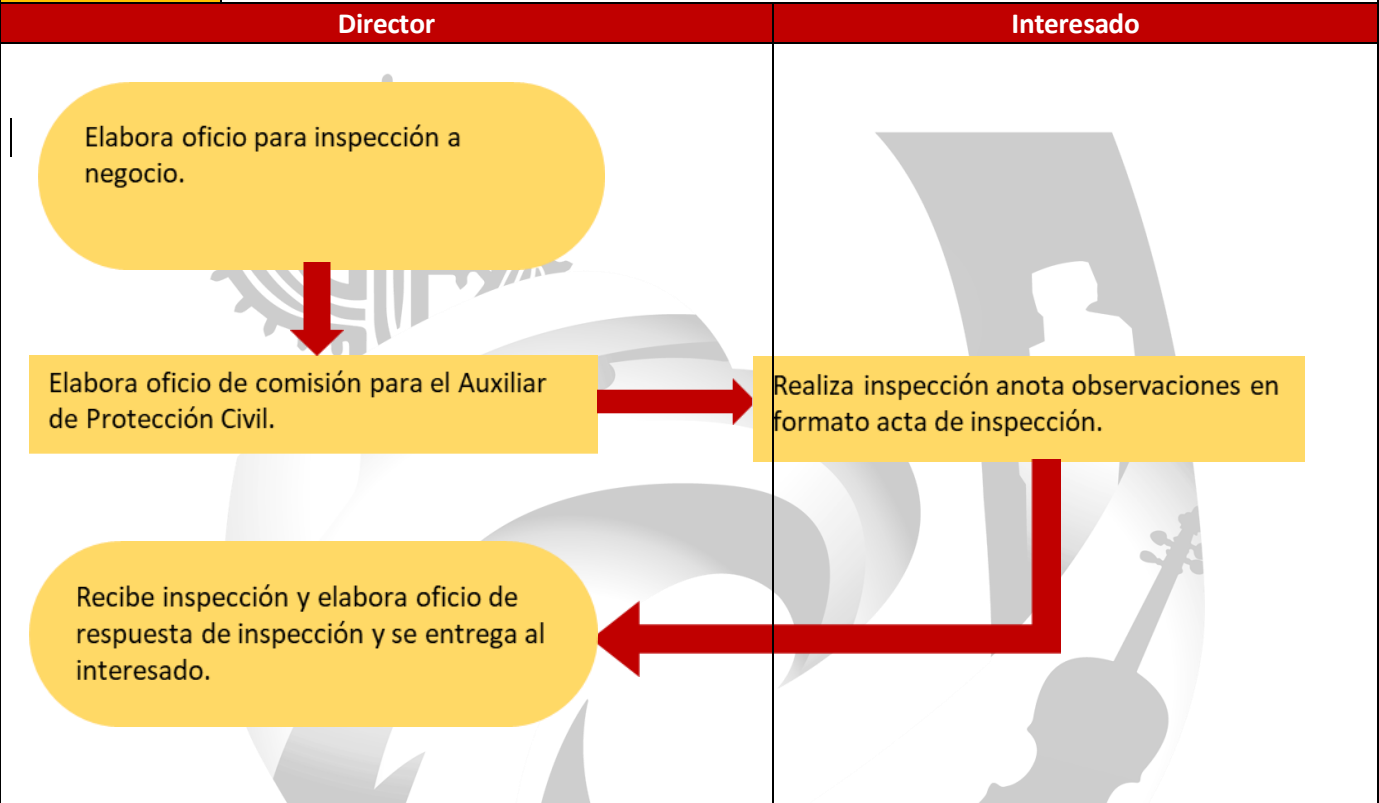 Director
Interesado
Elabora oficio para inspección a
negocio.
Elabora oficio de comisión para el Auxiliar
de Protección Civil.
Realiza inspección anota observaciones en
formato acta de inspección.
Recibe inspección y elabora oficio de
respuesta de inspección y se entrega al
interesado.